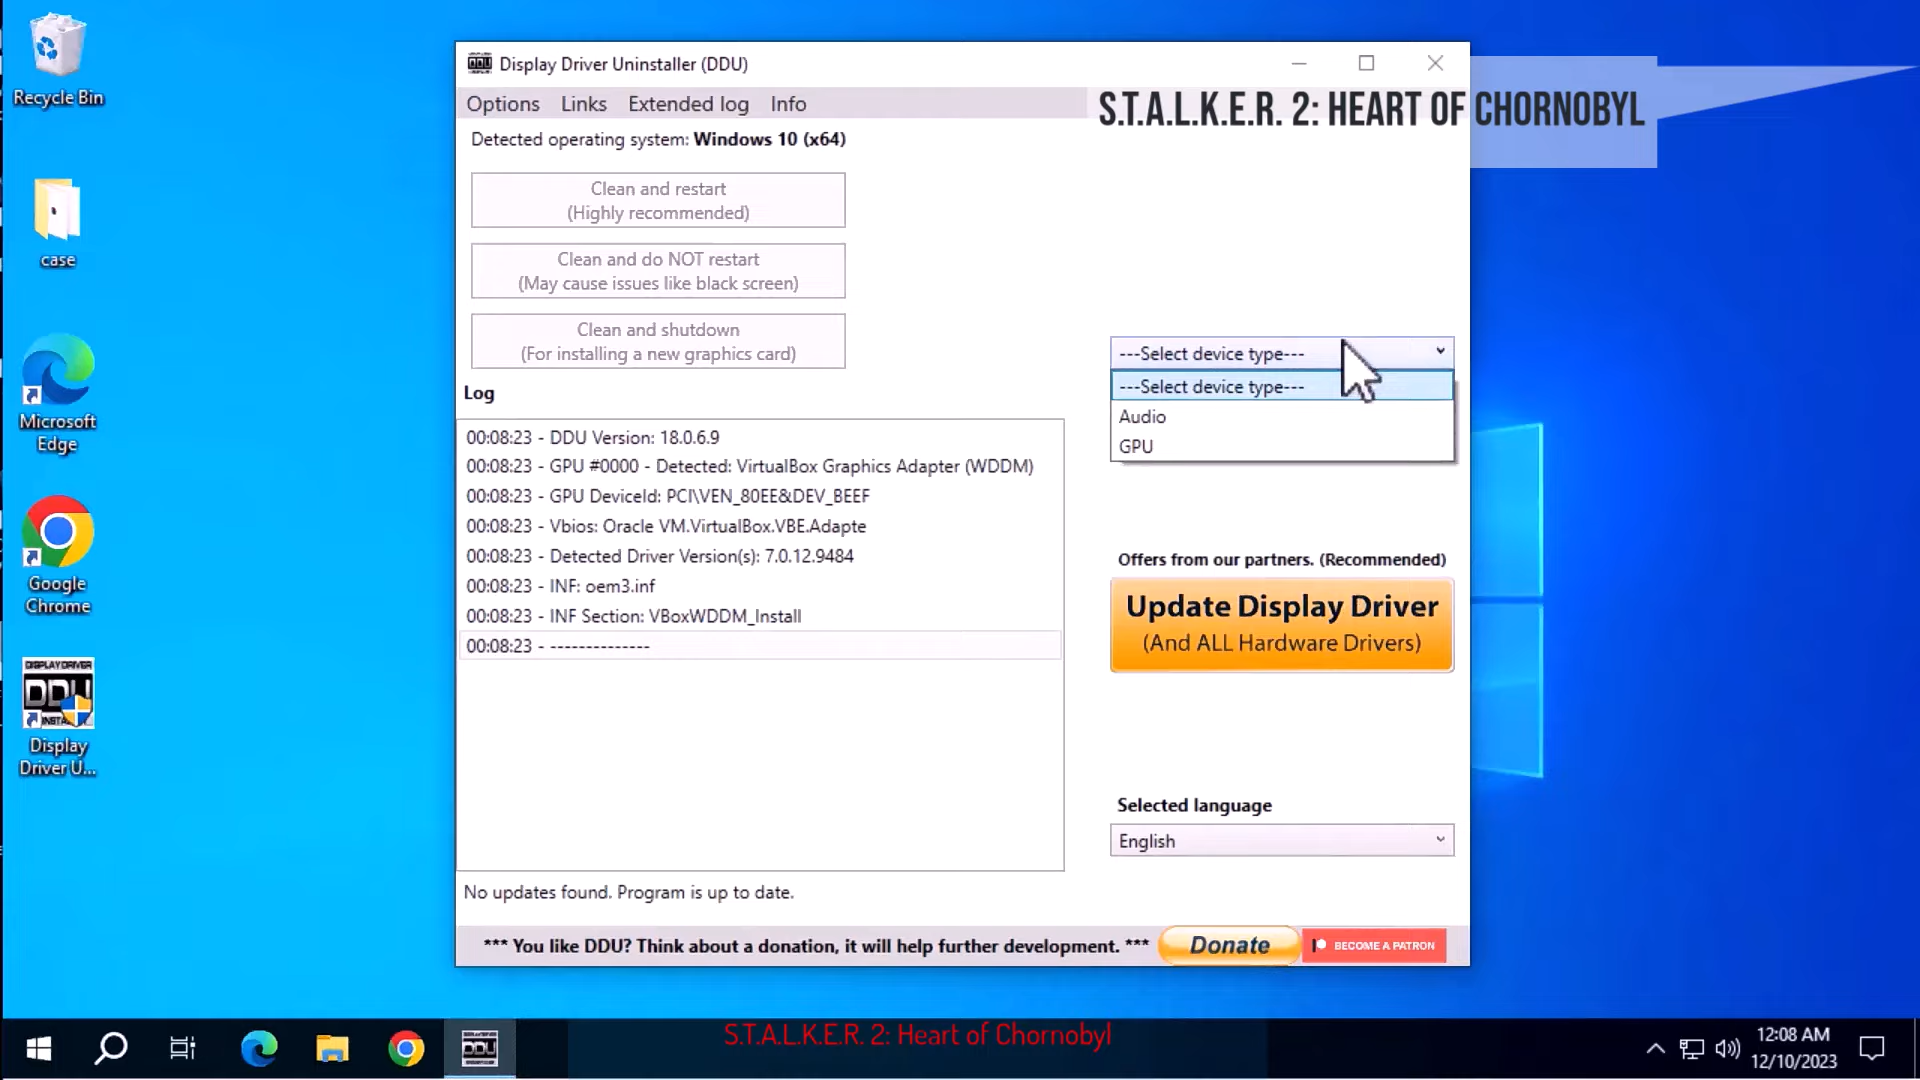 Recycle Bin
case
Microsoft
Edge
Google
Chrome
DISPLAY DRIVER
DDU
Display
Driver U...
Display Driver Uninstaller (DDU)
Options Links Extended log Info
S.T.A.L.K.E.R. 2: HEART OF CHORNOBYL
Detected operating system: Windows 10 (x64)
Clean and restart
(Highly recommended)
Clean and do NOT restart
(May cause issues like black screen)
Clean and shutdown
(For installing a new graphics card)
---Select device type---
---Select device type---
Audio
GPU
Log
00:08:23 - DDU Version: 18.0.6.9
00:08:23 - GPU #0000 - Detected: VirtualBox Graphics Adapter (WDDM)
00:08:23 - GPU DeviceId: PCI\VEN_80EE&DEV_BEEF
00:08:23 - Vbios: Oracle VM.VirtualBox.VBE.Adapte
00:08:23 - Detected Driver Version(s): 7.0.12.9484
00:08:23 - INF: oem3.inf
00:08:23 - INF Section: VBoxWDDM_Install
00:08:23 - --------------
Offers from our partners. (Recommended)
Update Display Driver
(And ALL Hardware Drivers)
Selected language
English
No updates found. Program is up to date.
*** You like DDU? Think about a donation, it will help further development. ***
Donate
BECOME A PATRON
DDU
S.T.A.L.K.E.R. 2: Heart of Chornobyl
12:08 AM
12/10/2023